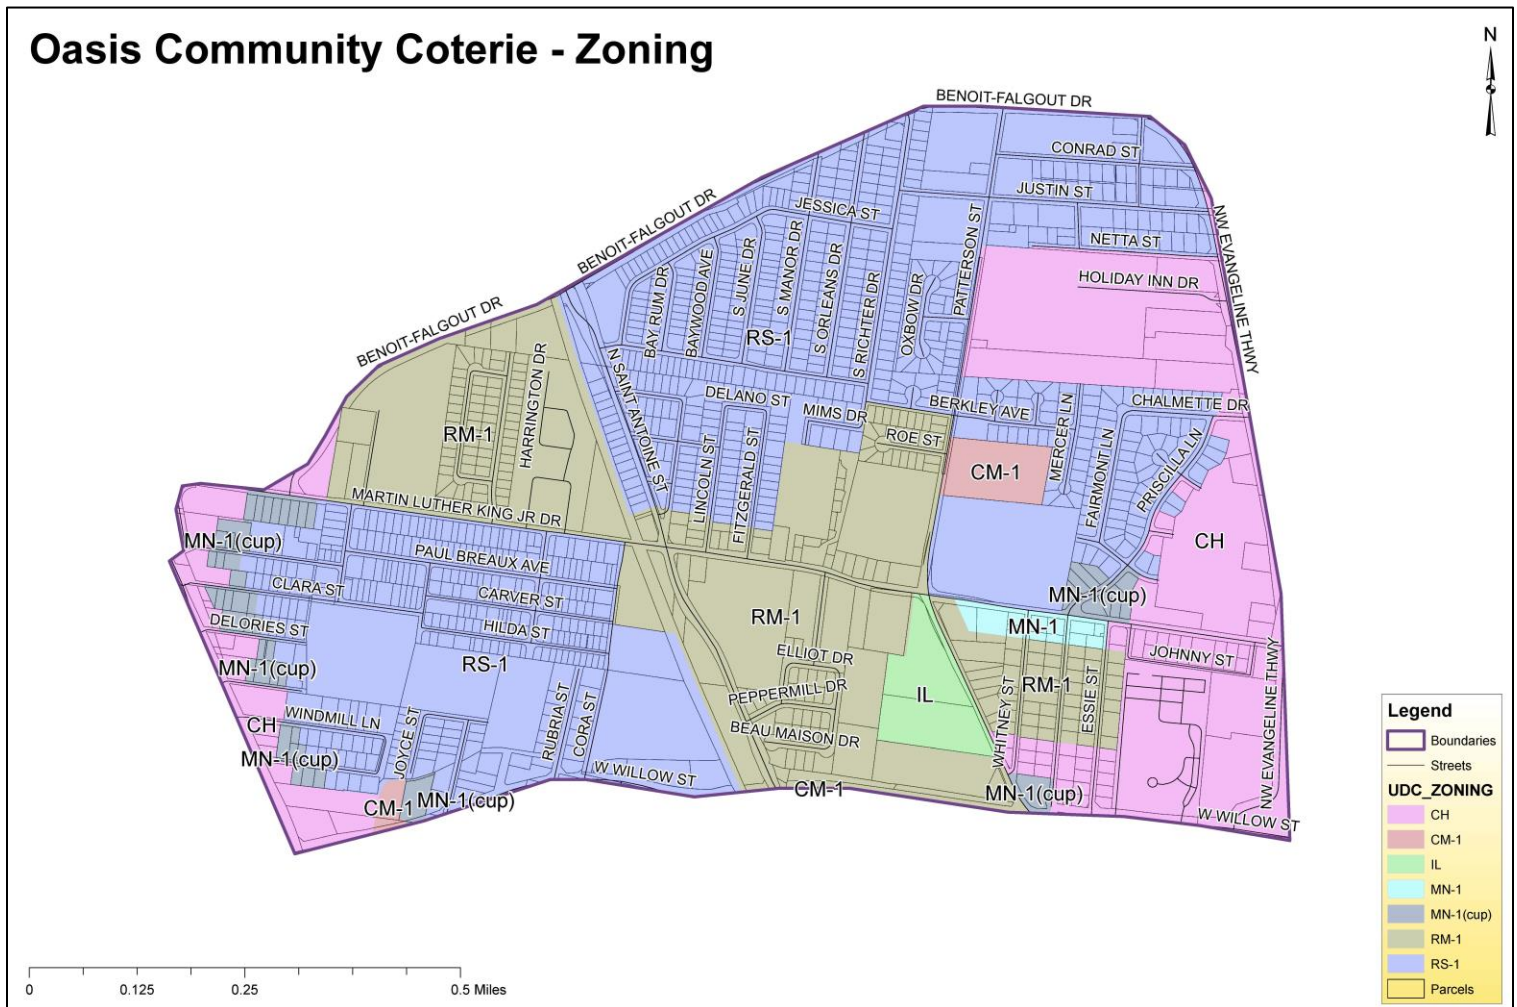 Oasis Community Coterie - Zoning
N
BENOIT-FALGOUT DR
CONRAD ST
JUSTIN ST
BENOIT-FALGOUT DR
JESSICA ST
NETTA ST
NW EVANGELINE THWY
PATTERSON ST
HOLIDAY INN DR
BAY RUM DR
BAYWOOD AVE
S JUNE DR
S MANOR DR
S ORLEANS DR
S RICHTER DR
OXBOW DR
RS-1
BENOIT-FALGOUT DR
HARRINGTON DR
N SAINT ANTOINE ST
DELANO ST
MIMS DR
BERKLEY AVE
MERCER LN
CHALMETTE DR
RM-1
LINCOLN ST
FITZGERALD ST
ROE ST
CM-1
FAIRMONT LN
PRISCILLA LN
MARTIN LUTHER KING JR DR
MN-1(cup)
PAUL BREAUX AVE
CH
CLARA ST
CARVER ST
MN-1(cup)
DELORIES ST
HILDA ST
RM-1
MN-1
MN-1(cup)
RS-1
ELLIOT DR
JOHNNY ST
PEPPERMILL DR
IL
RM-1
CH
WINDMILL LN
JOYCE ST
RUBRIA ST
CORA ST
BEAU MAISON DR
WHITNEY ST
ESSIE ST
NW EVANGELINE THWY
MN-1(cup)
W WILLOW ST
CM-1
MN-1(cup)
CM-1
MN-1(cup)
W WILLOW ST
Legend
Boundaries
Streets
UDC_ZONING
CH
CM-1
IL
MN-1
MN-1(cup)
RM-1
RS-1
Parcels
0 0.125 0.25 0.5 Miles